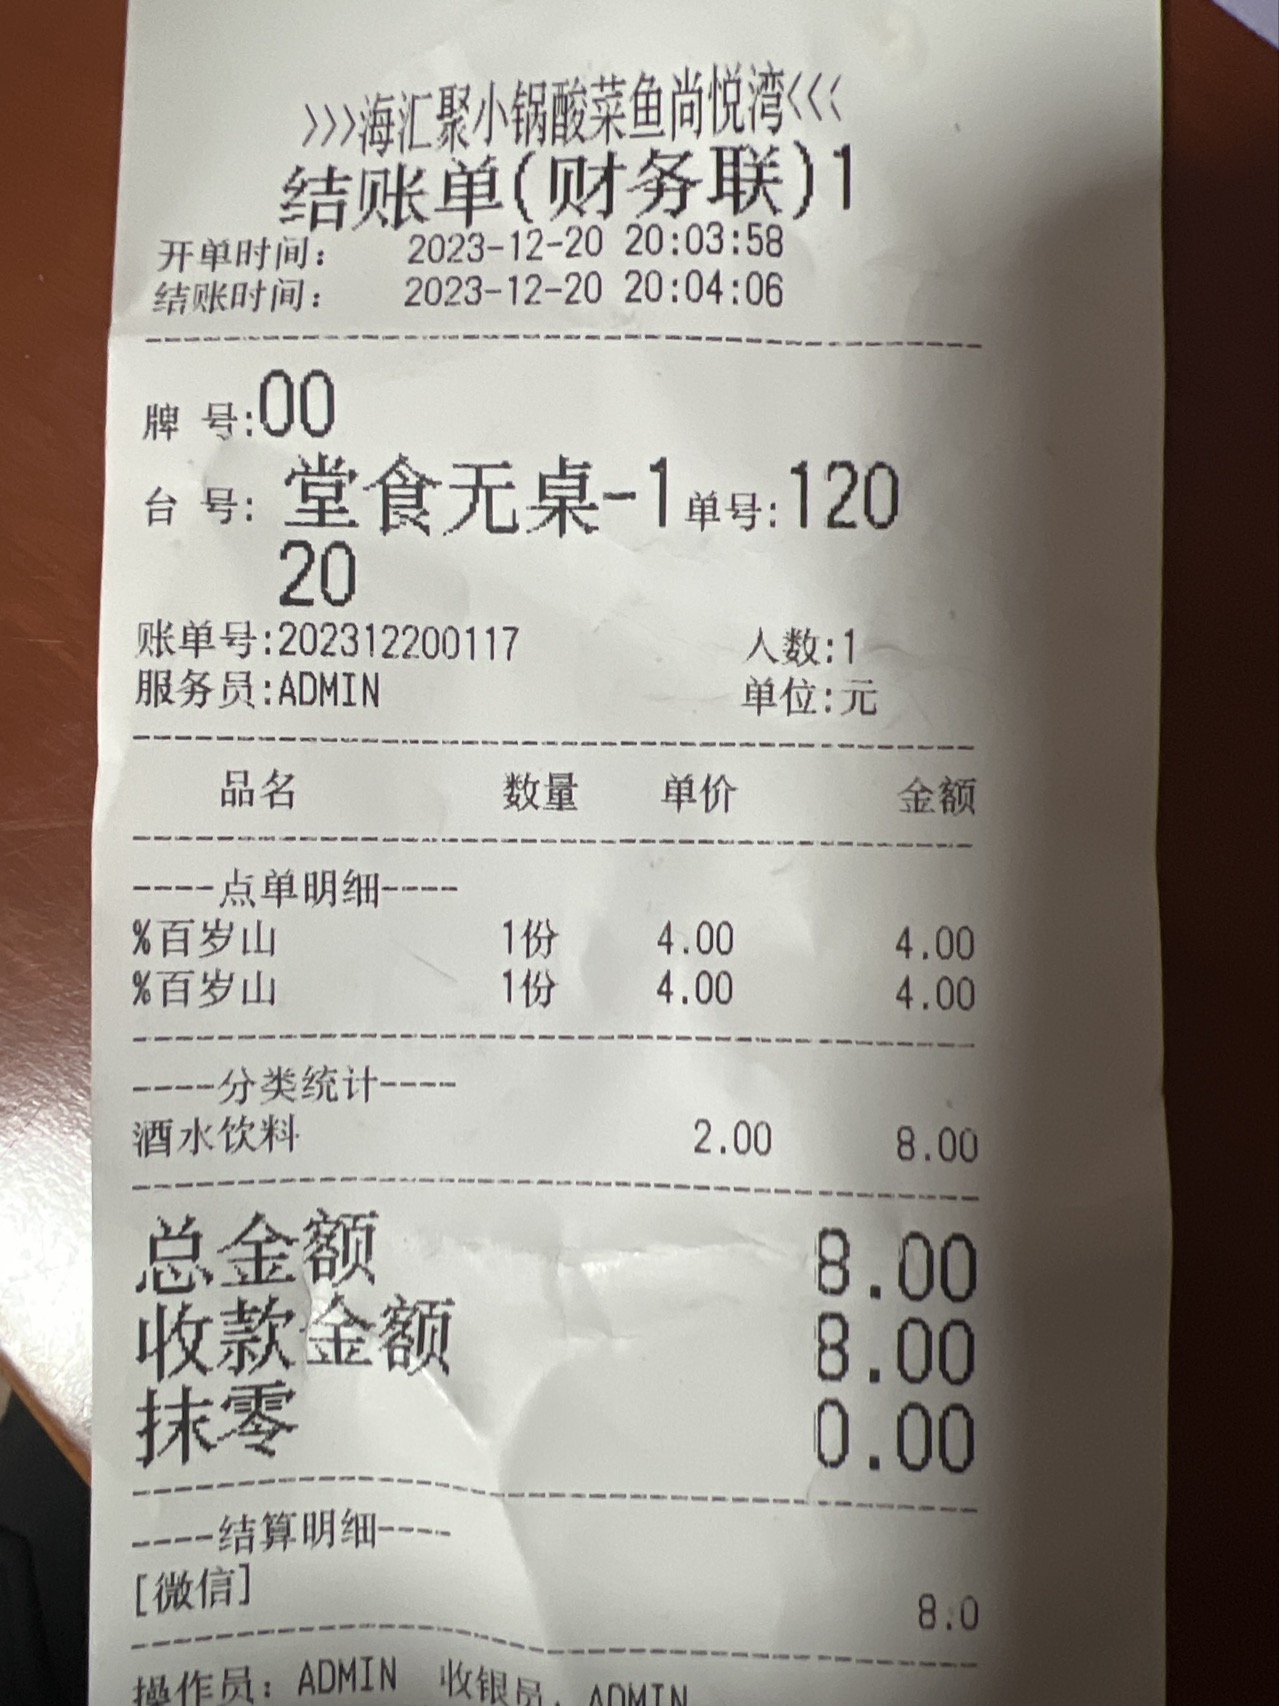 >>>海汇聚小锅酸菜鱼尚悦湾<<<
结账单(财务联)1
开单时间： 2023-12-20 20:03:58
结账时间： 2023-12-20 20:04:06
牌 号:00
台 号: 堂食无桌-1 单号:120
20
账单号:202312200117 人数:1
服务员:ADMIN 单位:元
品名 数量 单价 金额
----点单明细----
%百岁山 1份 4.00 4.00
%百岁山 1份 4.00 4.00
----分类统计----
酒水饮料 2.00 8.00
总金额 8.00
收款金额 8.00
抹零 0.00
----结算明细----
[微信] 8.0
操作员：ADMIN 收银员：ADMIN